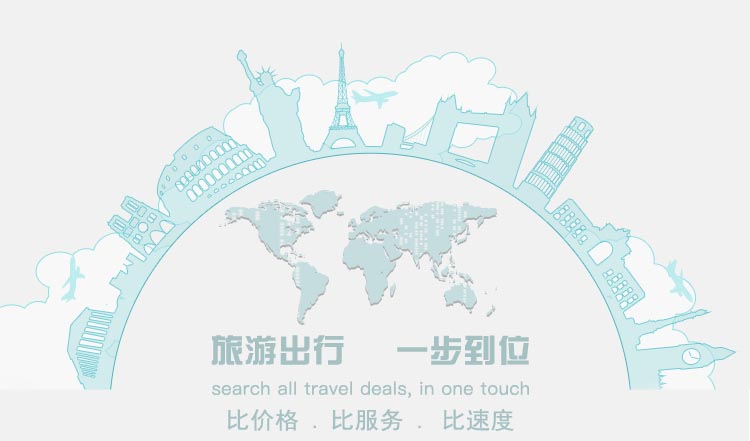 旅游出行 一步到位
search all travel deals, in one touch
比价格 . 比服务 . 比速度